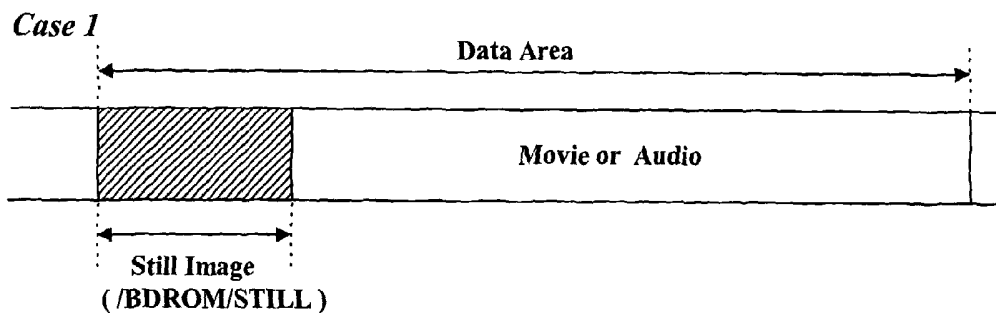 Case 1
Data Area
Movie or Audio
Still Image
( /BDROM/STILL )